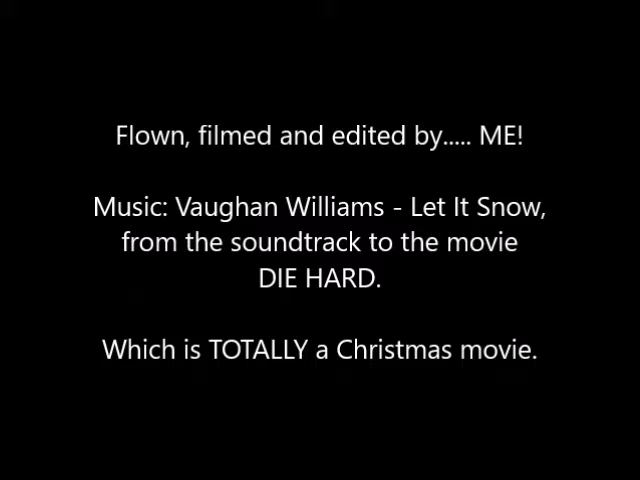 Flown, filmed and edited by..... ME!
Music: Vaughan Williams - Let It Snow,
from the soundtrack to the movie
DIE HARD.
Which is TOTALLY a Christmas movie.